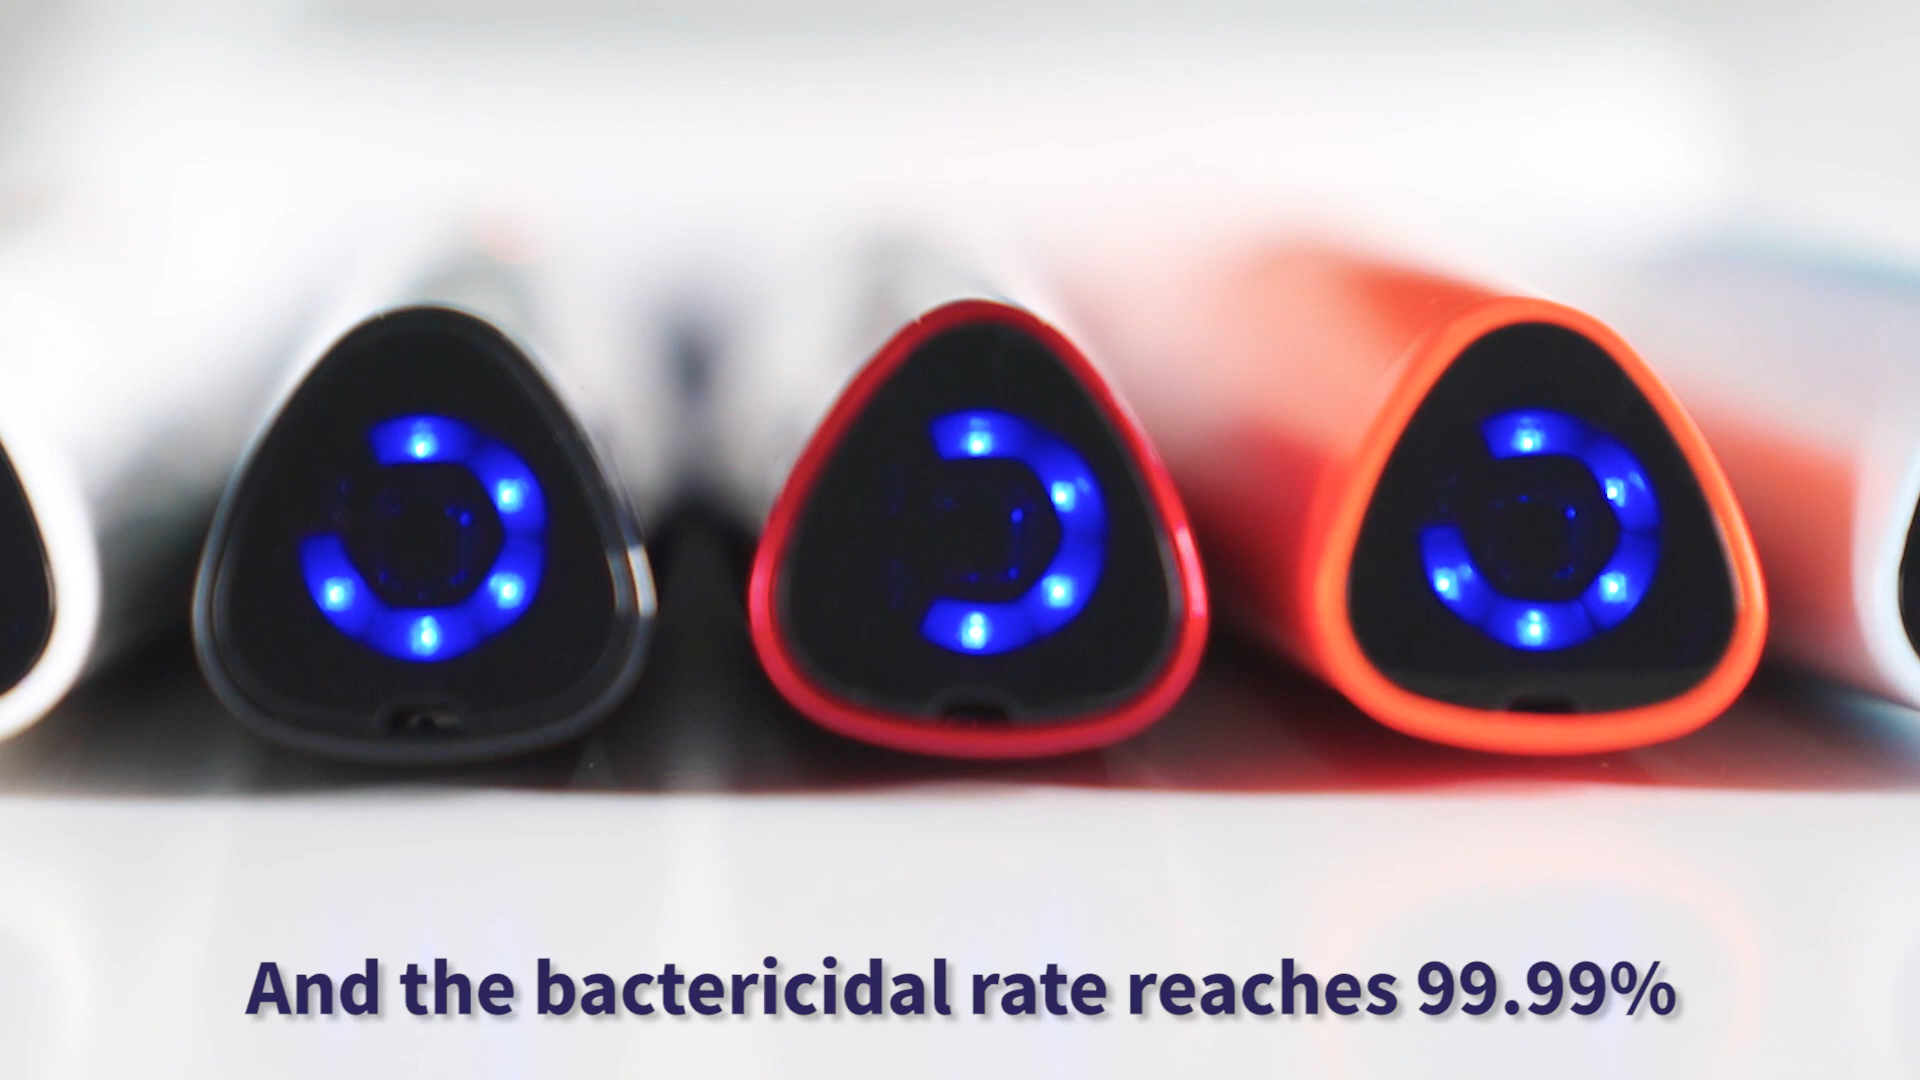 And the bactericidal rate reaches 99.99%